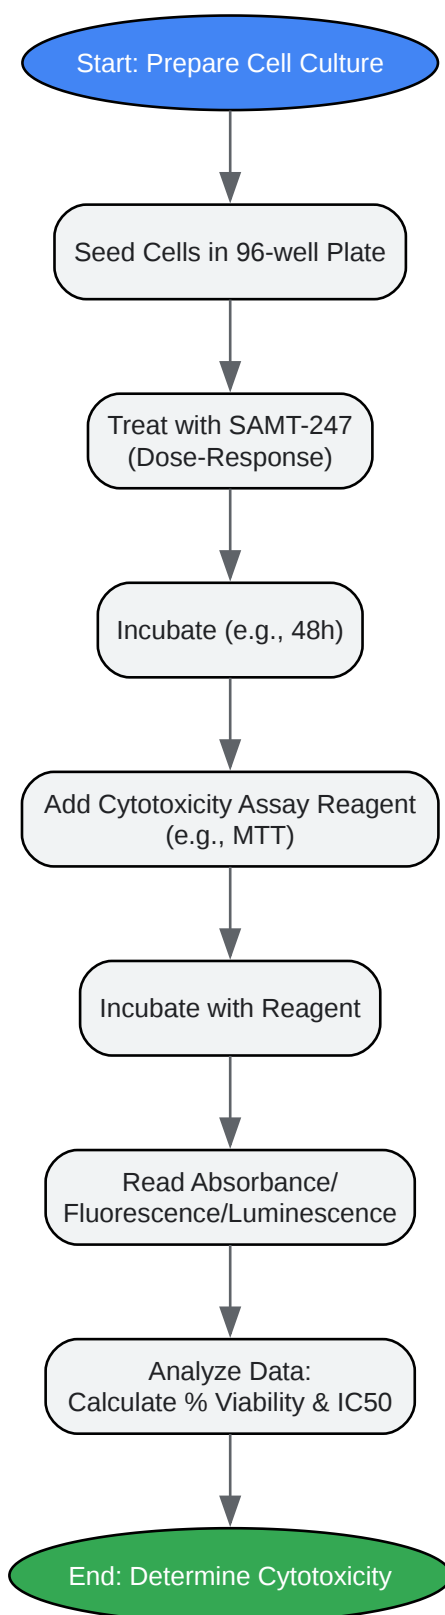 Start: Prepare Cell Culture
Seed Cells in 96-well Plate
Treat with SAMT-247
(Dose-Response)
Incubate (e.g., 48h)
Add Cytotoxicity Assay Reagent
(e.g., MTT)
Incubate with Reagent
Read Absorbance/
Fluorescence/Luminescence
Analyze Data:
Calculate % Viability & IC50
End: Determine Cytotoxicity